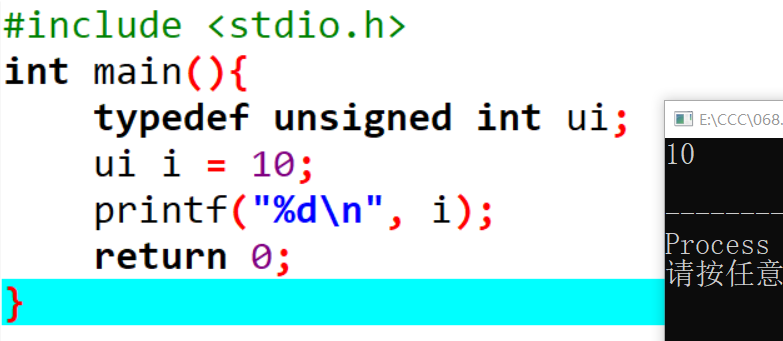 #include <stdio.h>
int main(){
typedef unsigned int ui;
ui i = 10;
printf("%d\n", i);
return 0;
}
E:\CCC\068.
10
--------
Process
请按任意